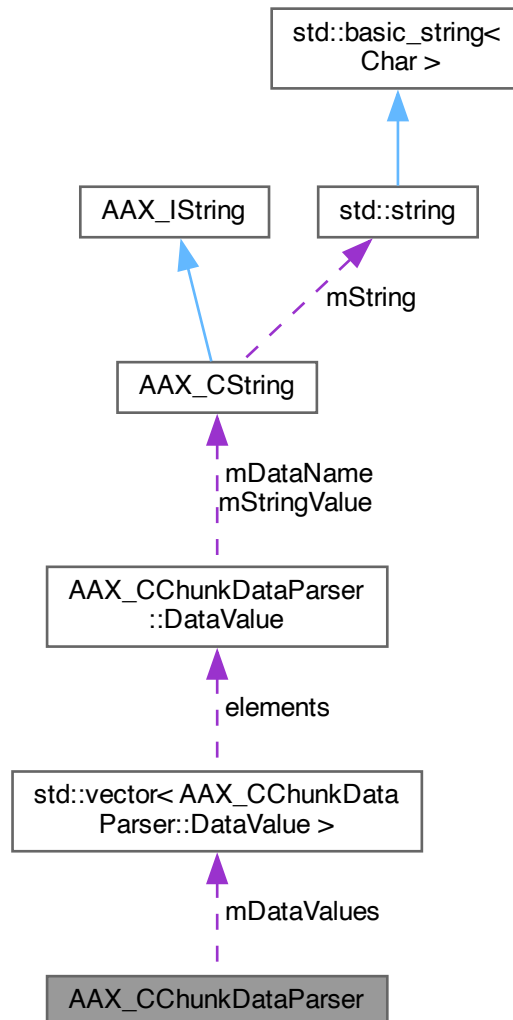 std::basic_string<
Char >
AAX_IString
std::string
mString
AAX_CString
mDataName
mStringValue
AAX_CChunkDataParser
::DataValue
elements
std::vector< AAX_CChunkData
Parser::DataValue >
mDataValues
AAX_CChunkDataParser